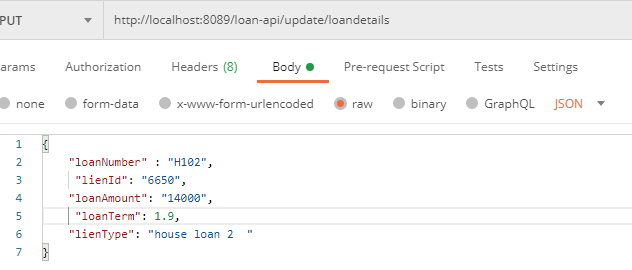 PUT http://localhost:8089/loan-api/update/loandetails
arams Authorization Headers (8) Body Pre-request Script Tests Settings
none form-data x-www-form-urlencoded raw binary GraphQL JSON
1 {
2 "loanNumber" : "H102",
3 "lienId": "6650",
4 "loanAmount": "14000",
5 "loanTerm": 1.9,
6 "lienType": "house loan 2  "
7 }